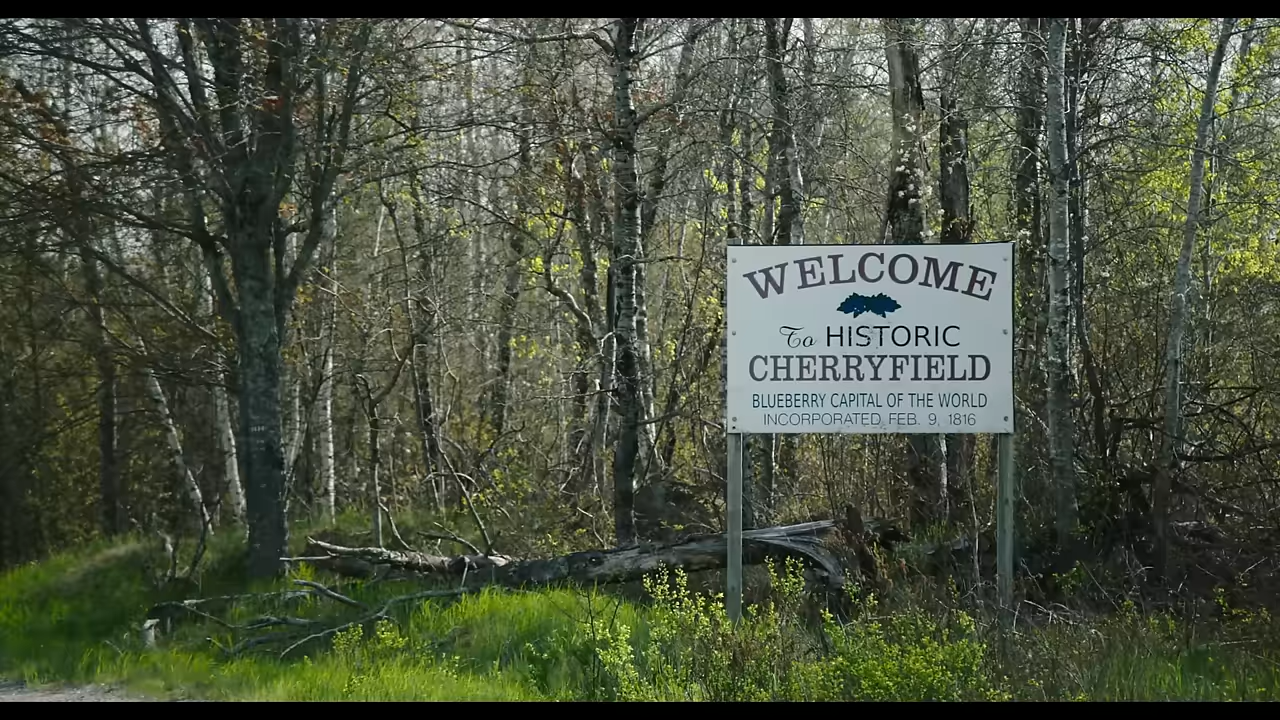 WELCOME
To HISTORIC
CHERRYFIELD
BLUEBERRY CAPITAL OF THE WORLD
INCORPORATED FEB. 9, 1816